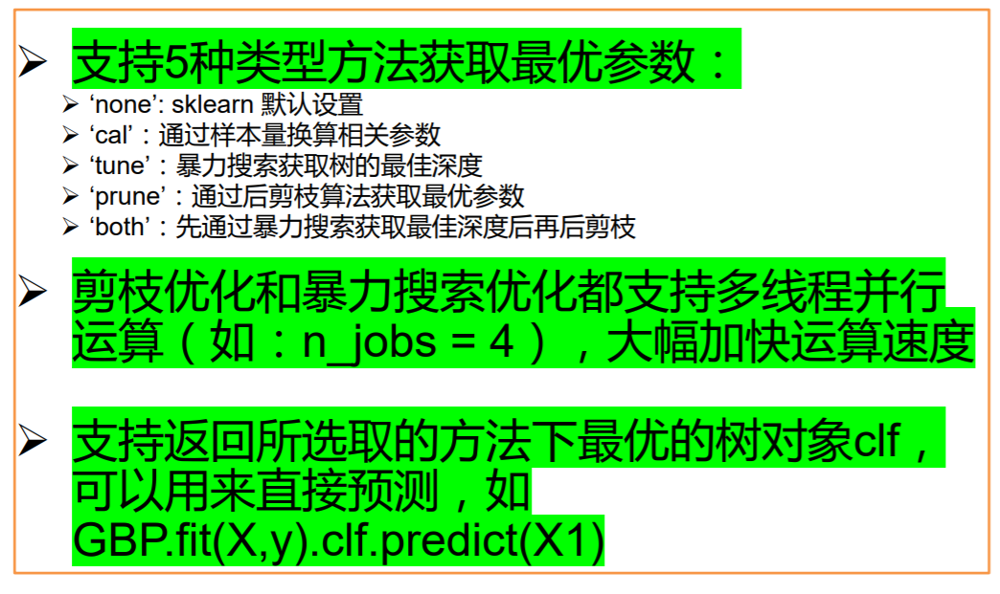 ➢ 支持5种类型方法获取最优参数：
➢ ‘none’: sklearn 默认设置
➢ ‘cal’：通过样本量换算相关参数
➢ ‘tune’：暴力搜索获取树的最佳深度
➢ ‘prune’：通过后剪枝算法获取最优参数
➢ ‘both’：先通过暴力搜索获取最佳深度后再后剪枝
➢ 剪枝优化和暴力搜索优化都支持多线程并行
运算（如：n_jobs = 4），大幅加快运算速度
➢ 支持返回所选取的方法下最优的树对象clf，
可以用来直接预测，如
GBP.fit(X,y).clf.predict(X1)